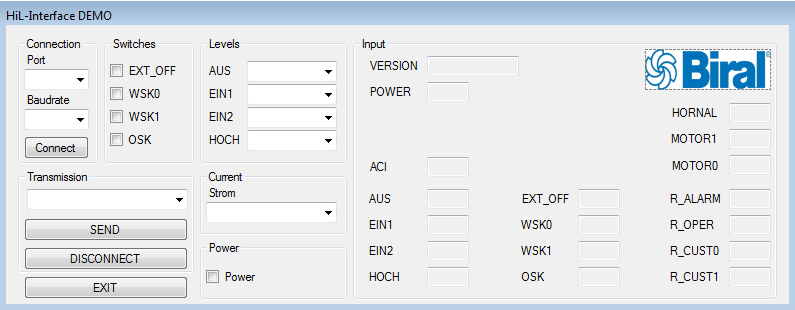 HiL-Interface DEMO
Connection
Port
Baudrate
Connect
Switches
EXT_OFF
WSK0
WSK1
OSK
Levels
AUS
EIN1
EIN2
HOCH
Transmission
SEND
DISCONNECT
EXIT
Current
Strom
Power
Power
Input
VERSION
POWER
Biral®
HORNAL
MOTOR1
ACI
MOTOR0
AUS
EXT_OFF
R_ALARM
EIN1
WSK0
R_OPER
EIN2
WSK1
R_CUST0
HOCH
OSK
R_CUST1